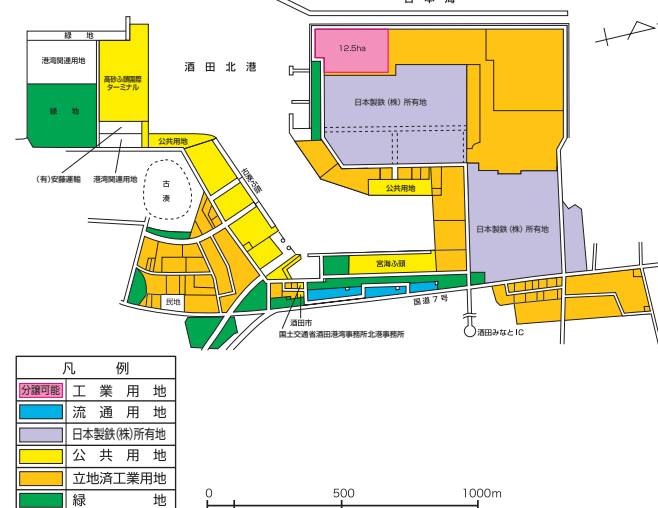 日本海
緑地
港湾関連用地
高砂ふ頭国際
ターミナル
酒田北港
12.5ha
緑地
日本製鉄(株)所有地
公共用地
(有)安藤運輸
港湾関連用地
古湊
公共用地
日本製鉄(株)所有地
宮海ふ頭
民地
国道7号
酒田市
国土交通省酒田港湾事務所北港事務所
酒田みなとIC
凡例
分譲可能 工業用地
流通用地
日本製鉄(株)所有地
公共用地
立地済工業用地
緑地
0 500 1000m